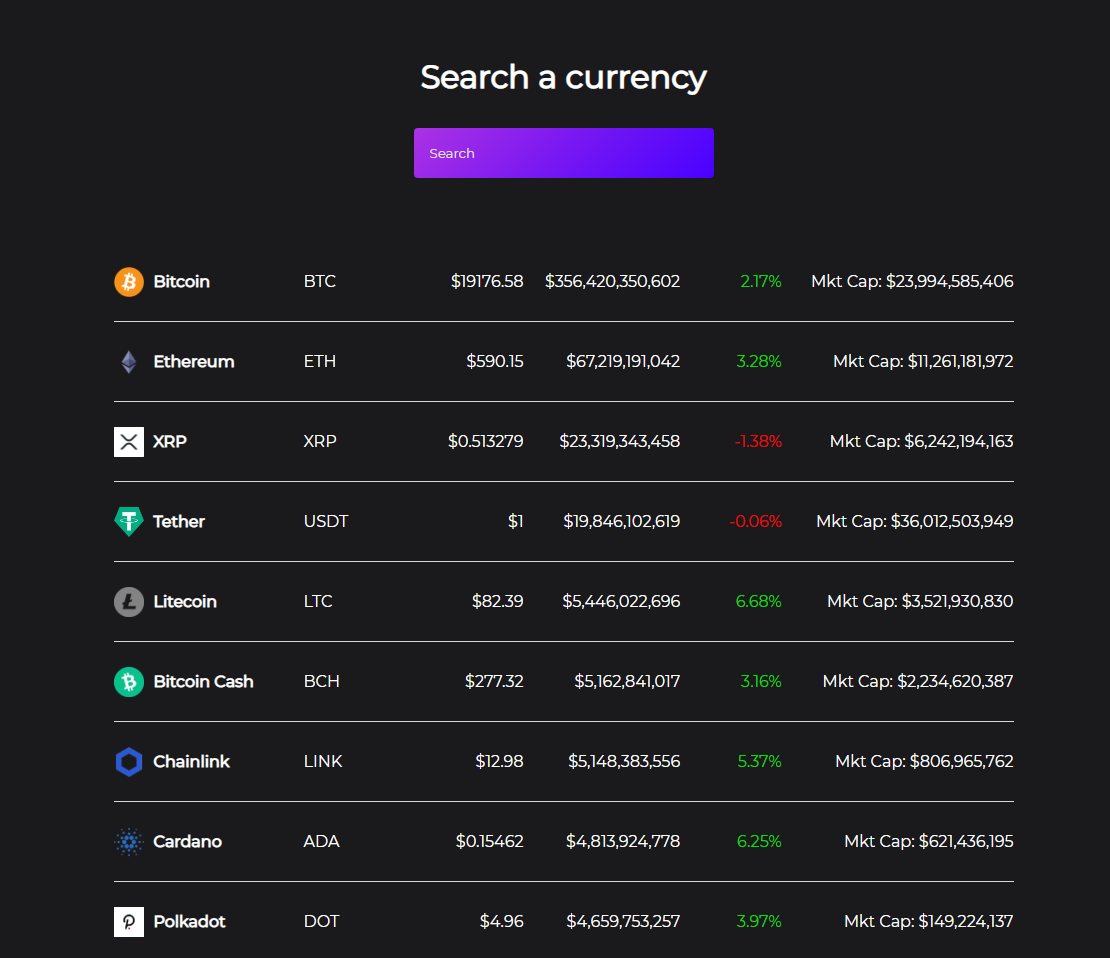 Search a currency
Search
Bitcoin BTC $19176.58 $356,420,350,602 2.17% Mkt Cap: $23,994,585,406
Ethereum ETH $590.15 $67,219,191,042 3.28% Mkt Cap: $11,261,181,972
XRP XRP $0.513279 $23,319,343,458 -1.38% Mkt Cap: $6,242,194,163
Tether USDT $1 $19,846,102,619 -0.06% Mkt Cap: $36,012,503,949
Litecoin LTC $82.39 $5,446,022,696 6.68% Mkt Cap: $3,521,930,830
Bitcoin Cash BCH $277.32 $5,162,841,017 3.16% Mkt Cap: $2,234,620,387
Chainlink LINK $12.98 $5,148,383,556 5.37% Mkt Cap: $806,965,762
Cardano ADA $0.15462 $4,813,924,778 6.25% Mkt Cap: $621,436,195
Polkadot DOT $4.96 $4,659,753,257 3.97% Mkt Cap: $149,224,137